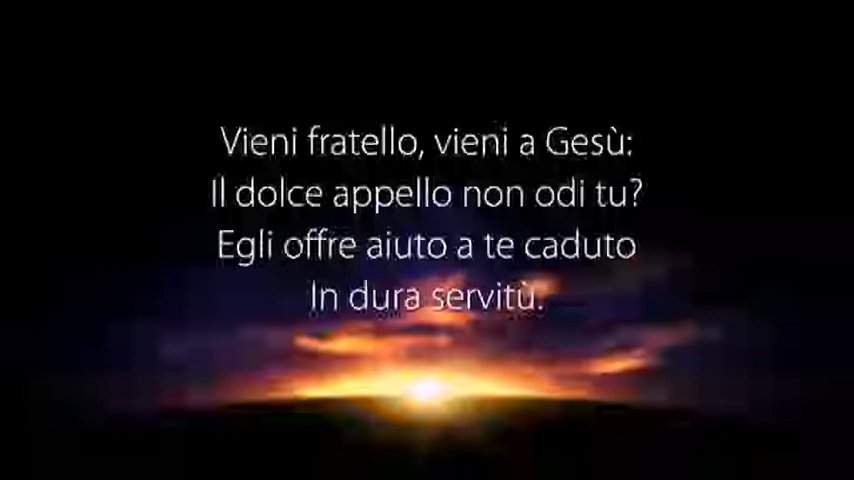 Vieni fratello, vieni a Gesù:
Il dolce appello non odi tu?
Egli offre aiuto a te caduto
In dura servitù.